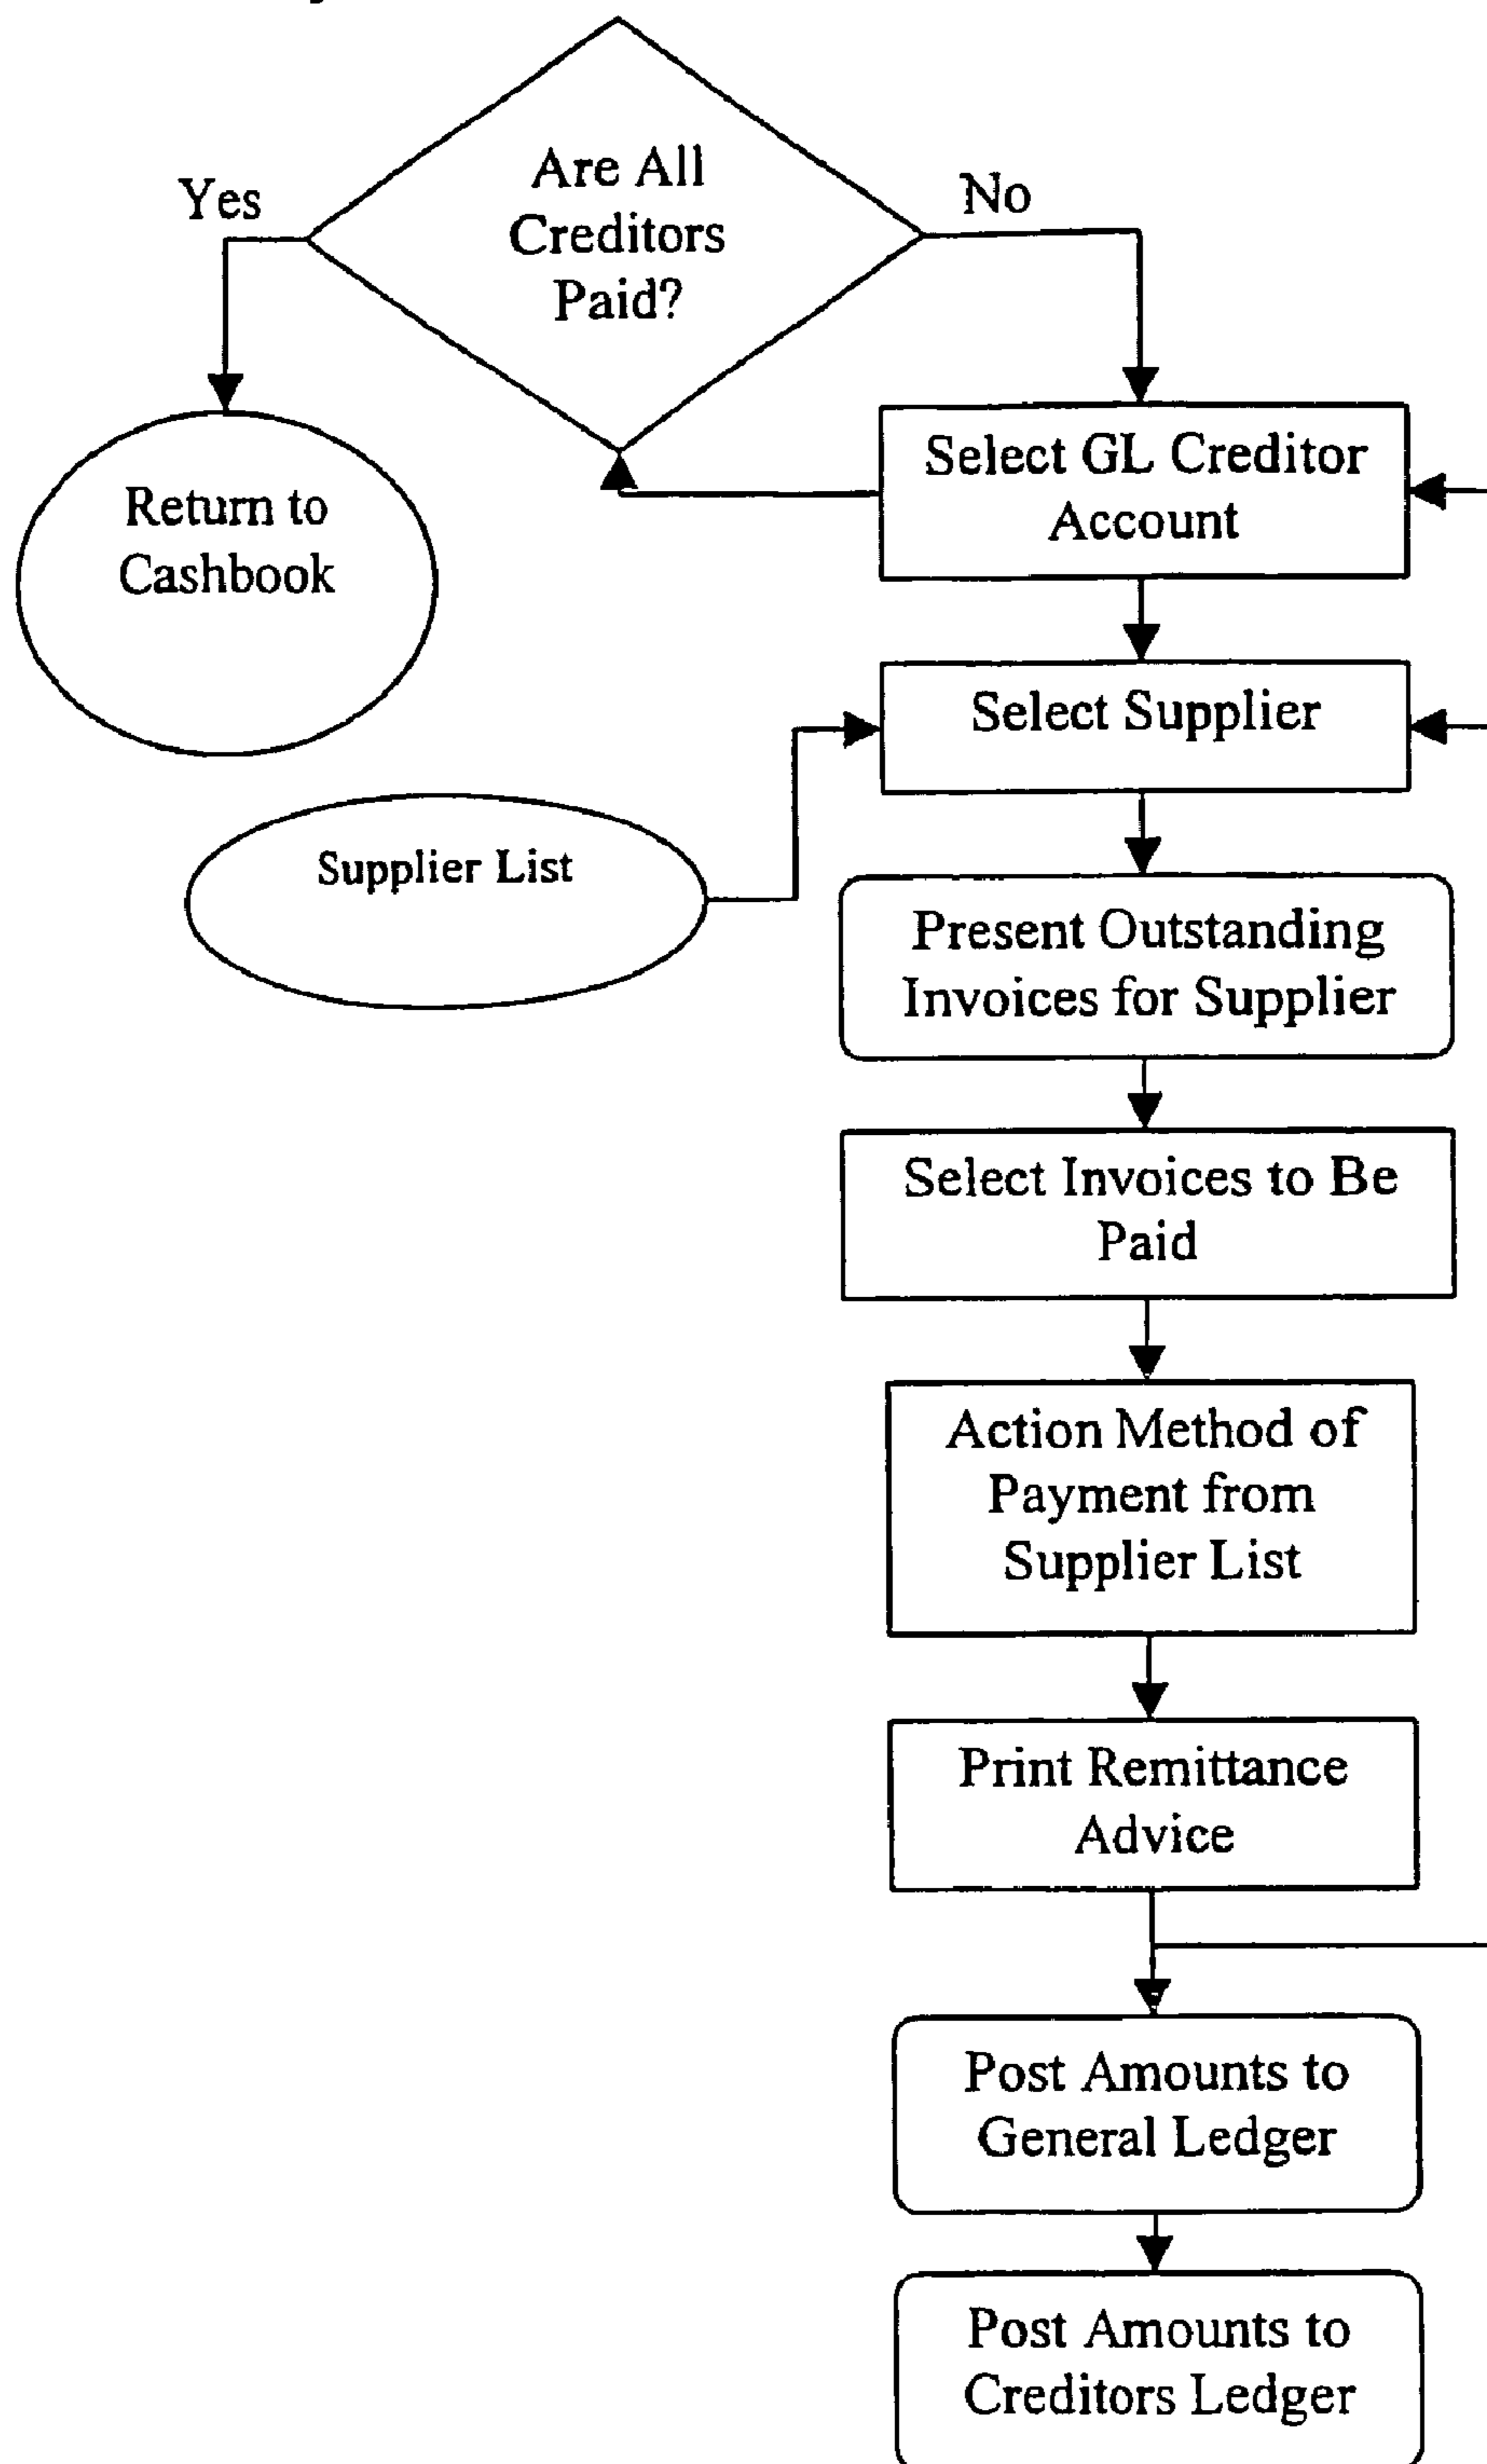 Are All
Creditors
Paid?
Yes
No
Return to
Cashbook
Select GL Creditor
Account
Select Supplier
Supplier List
Present Outstanding
Invoices for Supplier
Select Invoices to Be
Paid
Action Method of
Payment from
Supplier List
Print Remittance
Advice
Post Amounts to
General Ledger
Post Amounts to
Creditors Ledger